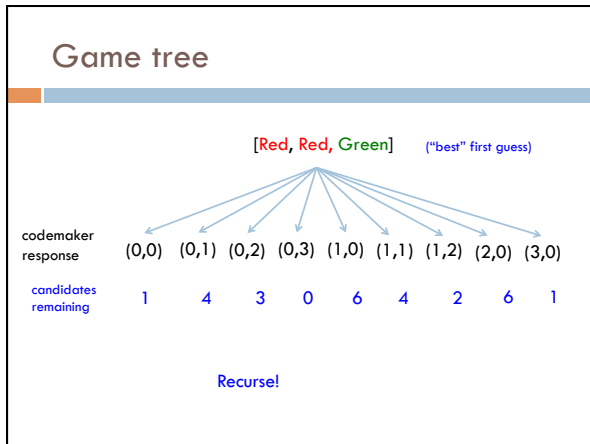 Game tree
[Red, Red, Green] ("best" first guess)
codemaker
response (0,0) (0,1) (0,2) (0,3) (1,0) (1,1) (1,2) (2,0) (3,0)
candidates
remaining 1 4 3 0 6 4 2 6 1
Recurse!